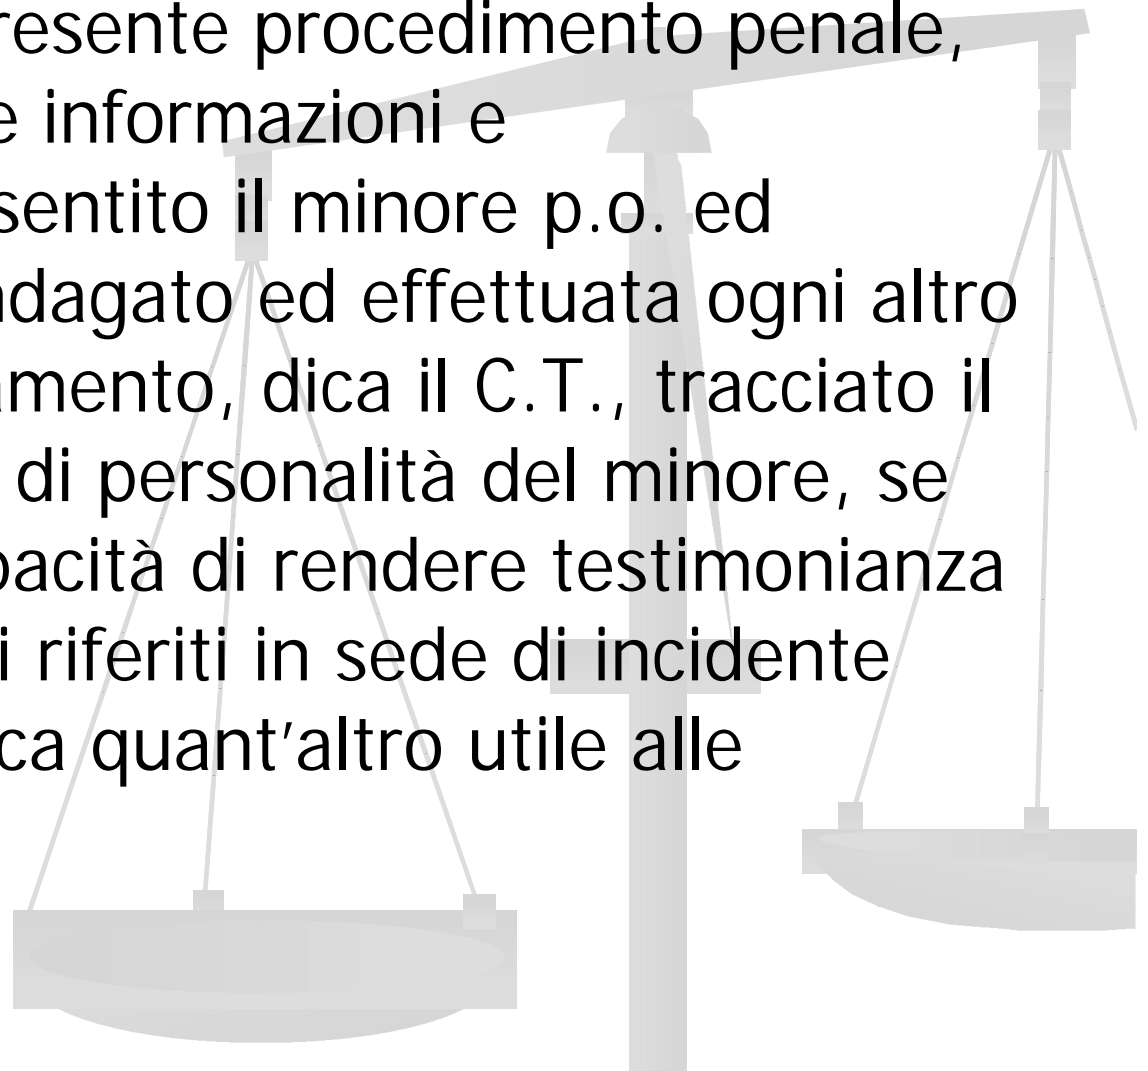 resente procedimento penale,
e informazioni e
sentito il minore p.o. ed
ndagato ed effettuata ogni altro
amento, dica il C.T., tracciato il
di personalità del minore, se
pacità di rendere testimonianza
i riferiti in sede di incidente
ca quant'altro utile alle